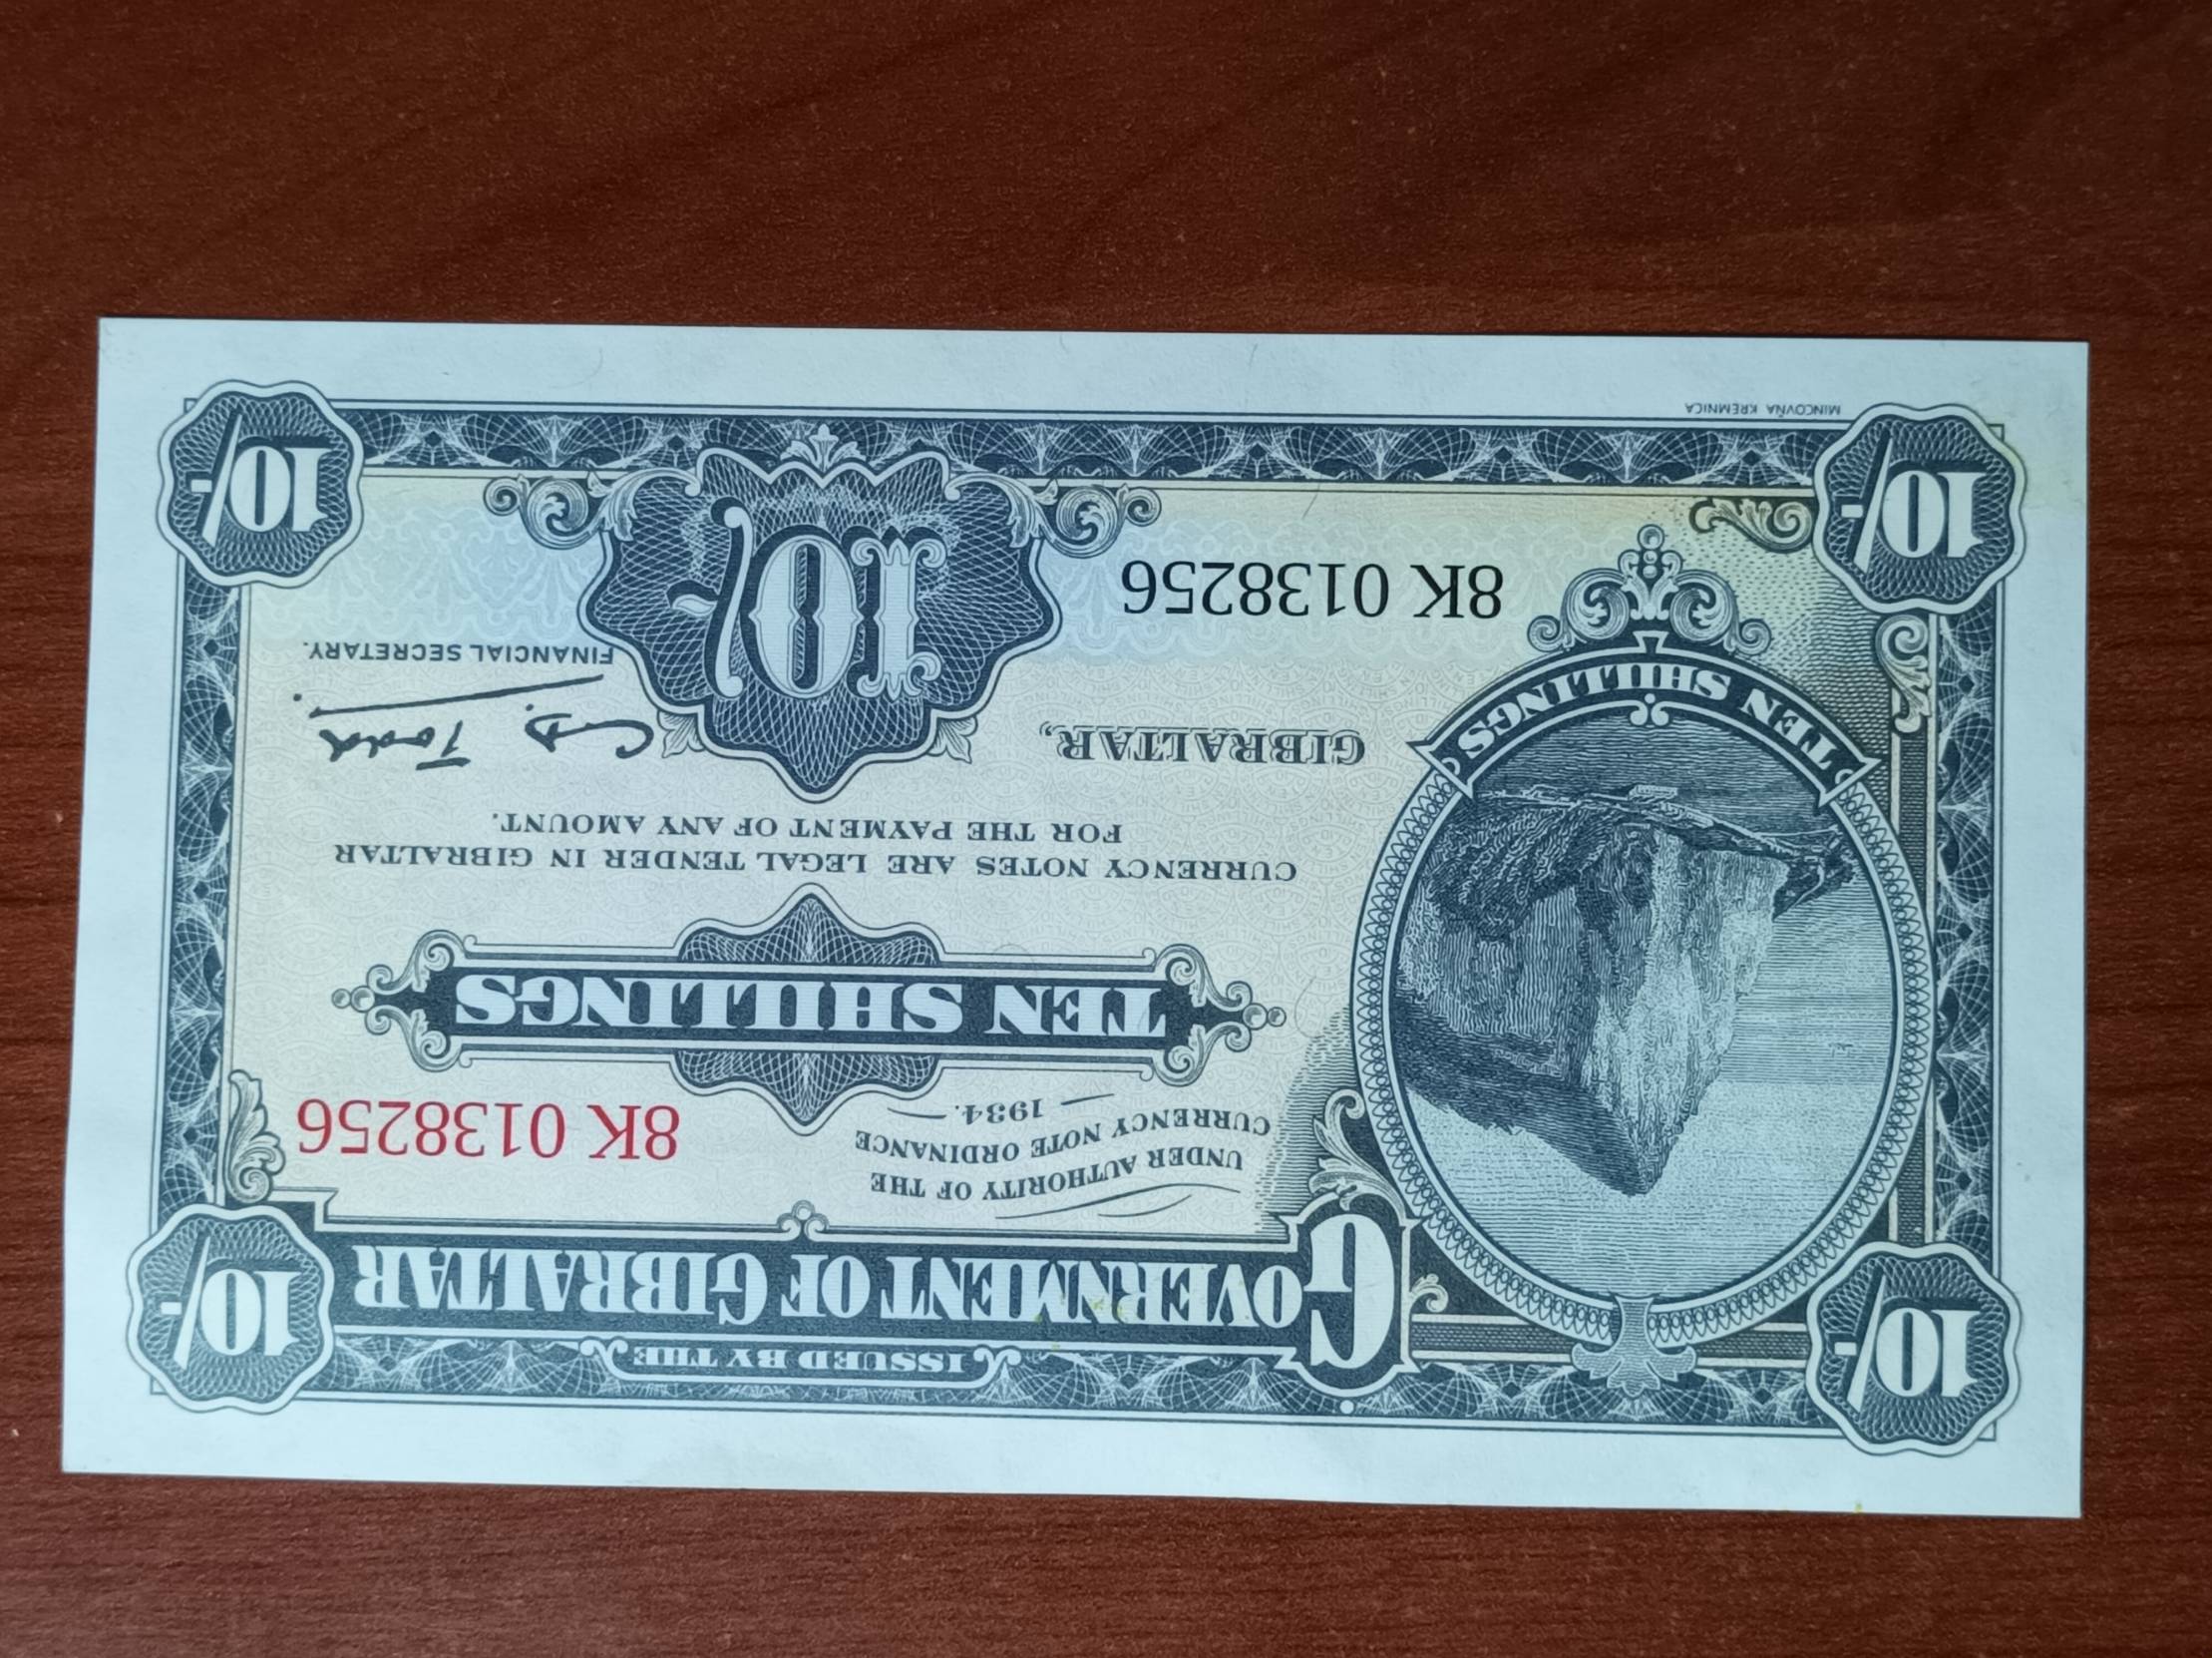 10/-
ISSUED BY THE
10/-
GOVERNMENT OF GIBRALTAR
UNDER AUTHORITY OF THE
CURRENCY NOTE ORDINANCE
— 1934. —
8K 0138256
TEN SHILLINGS
CURRENCY NOTES ARE LEGAL TENDER IN GIBRALTAR
FOR THE PAYMENT OF ANY AMOUNT.
TEN SHILLINGS
GIBRALTAR,
C.D. Todd
FINANCIAL SECRETARY.
8K 0138256
10/-
10/-
10/-
MINCOVŇA KREMNICA